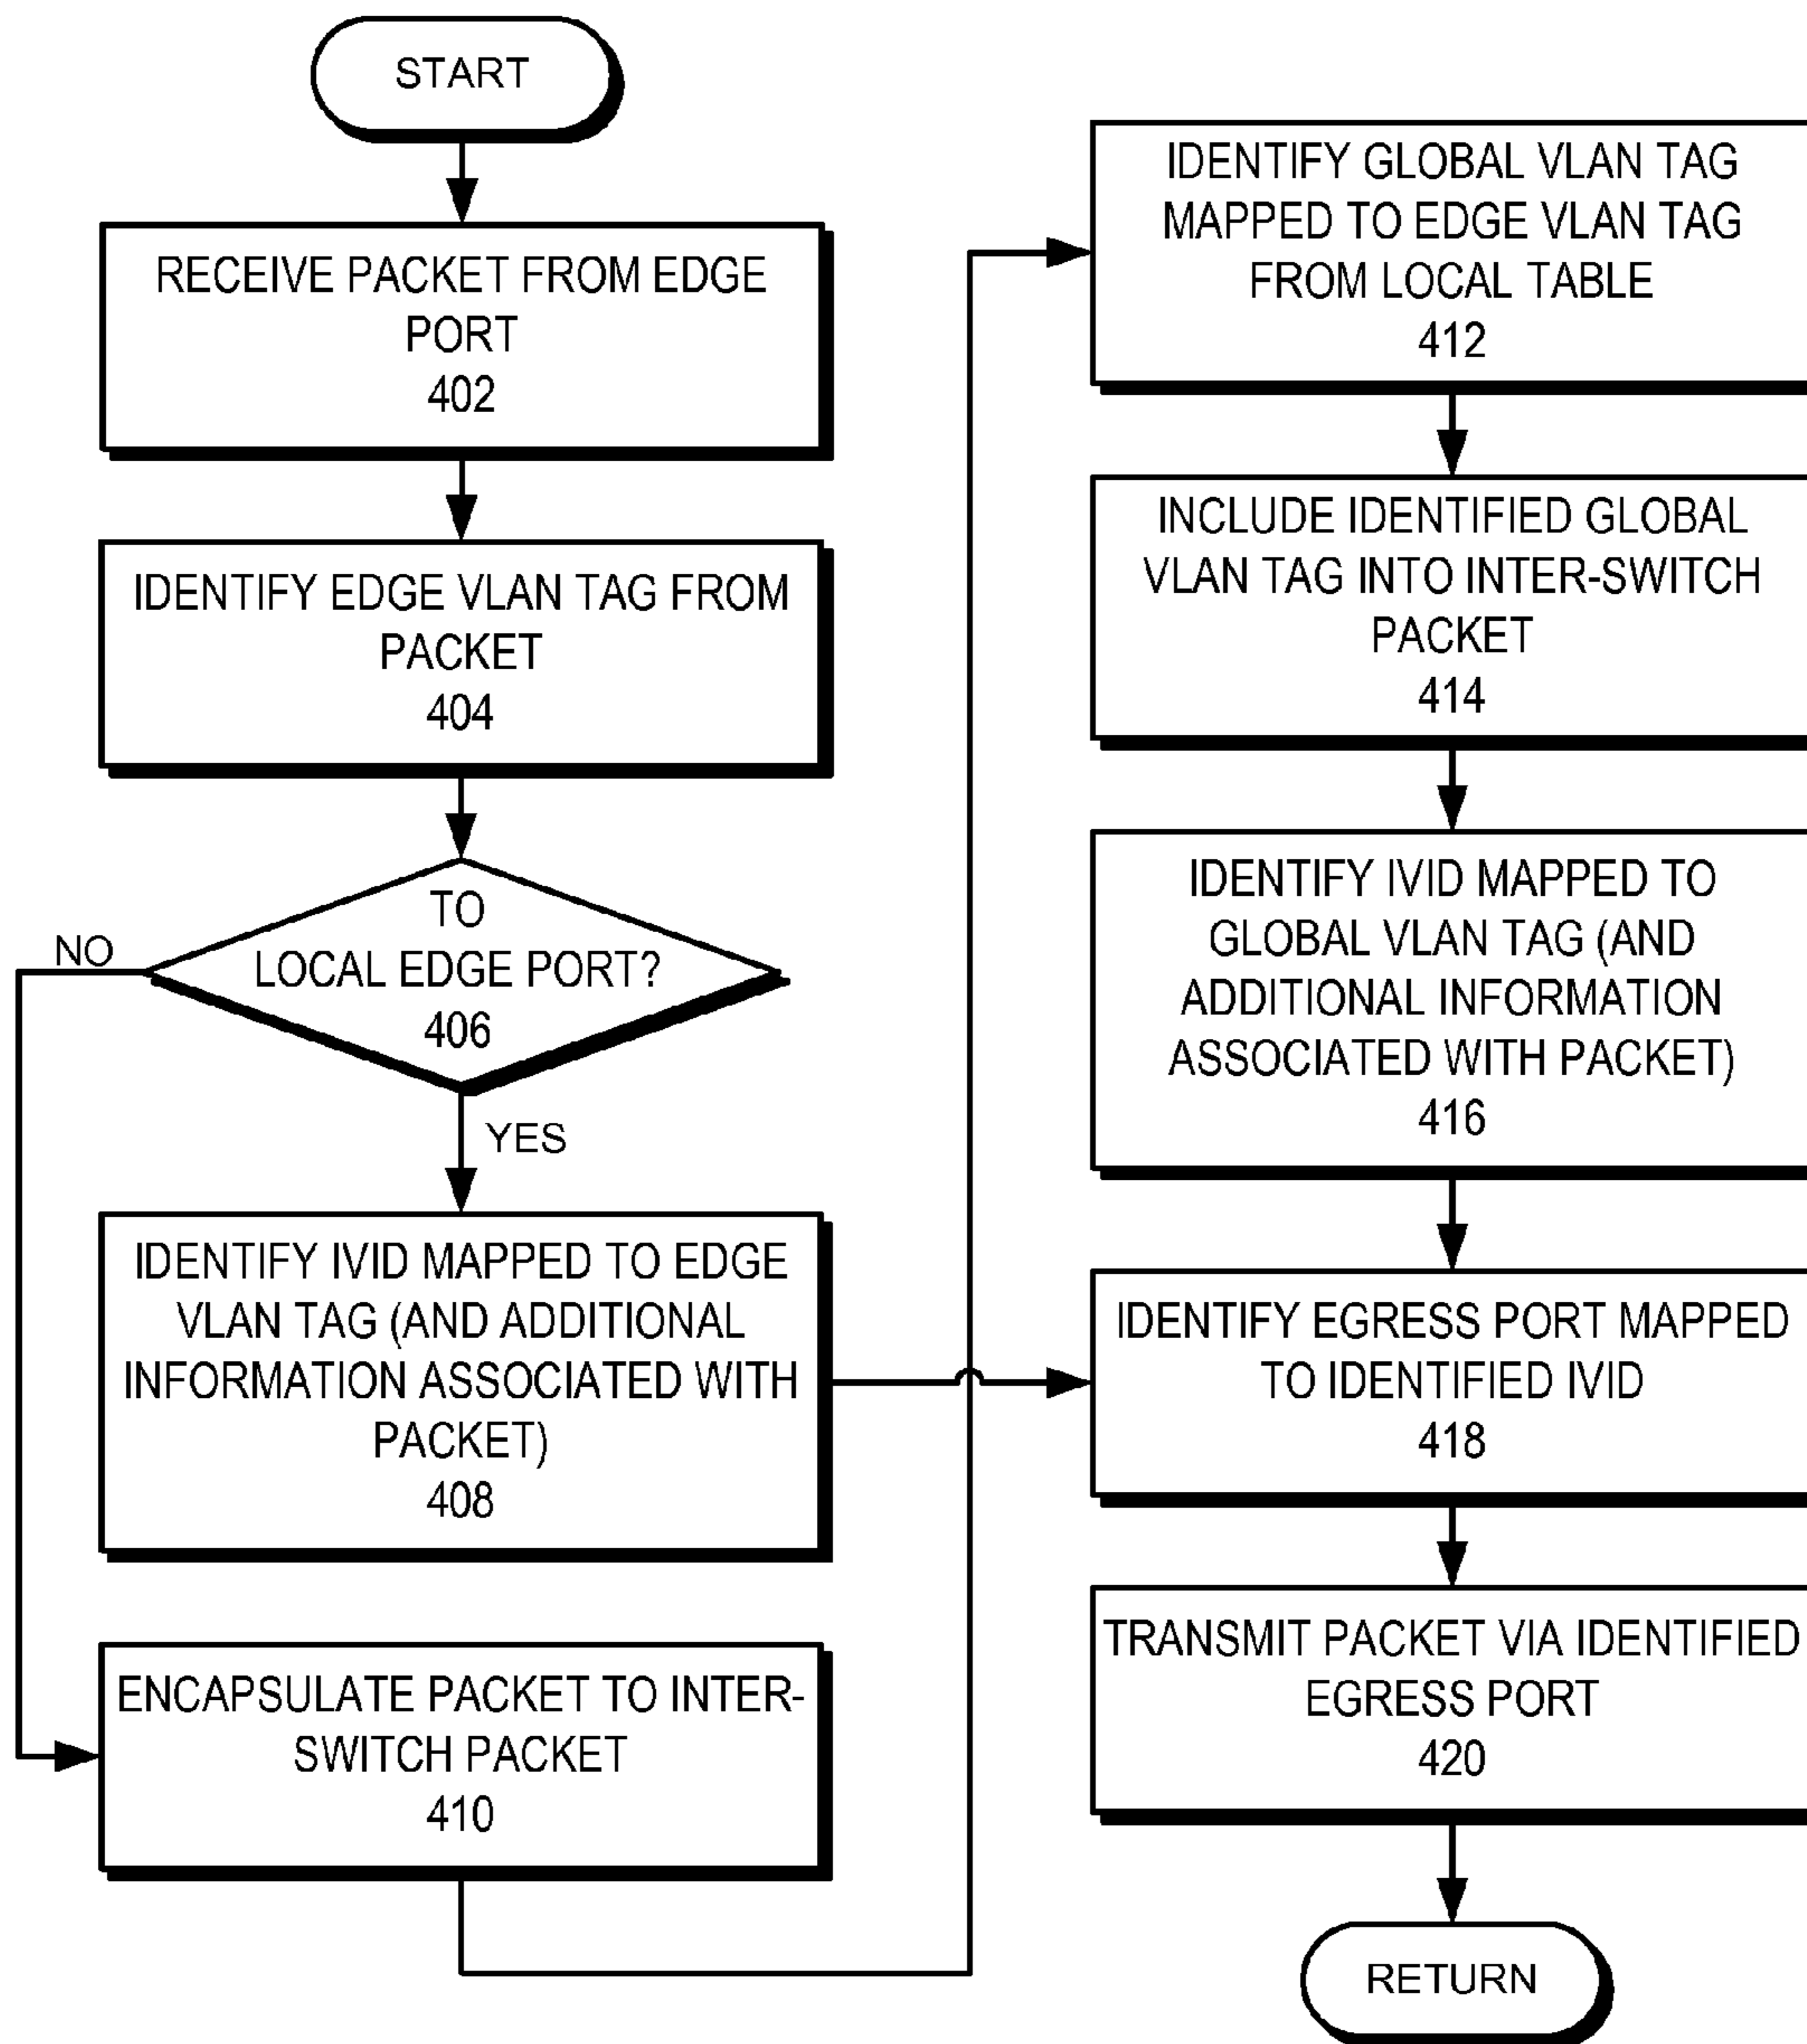 START
RECEIVE PACKET FROM EDGE
PORT
402
IDENTIFY EDGE VLAN TAG FROM
PACKET
404
TO
LOCAL EDGE PORT?
406
NO
YES
IDENTIFY IVID MAPPED TO EDGE
VLAN TAG (AND ADDITIONAL
INFORMATION ASSOCIATED WITH
PACKET)
408
ENCAPSULATE PACKET TO INTER-
SWITCH PACKET
410
IDENTIFY GLOBAL VLAN TAG
MAPPED TO EDGE VLAN TAG
FROM LOCAL TABLE
412
INCLUDE IDENTIFIED GLOBAL
VLAN TAG INTO INTER-SWITCH
PACKET
414
IDENTIFY IVID MAPPED TO
GLOBAL VLAN TAG (AND
ADDITIONAL INFORMATION
ASSOCIATED WITH PACKET)
416
IDENTIFY EGRESS PORT MAPPED
TO IDENTIFIED IVID
418
TRANSMIT PACKET VIA IDENTIFIED
EGRESS PORT
420
RETURN